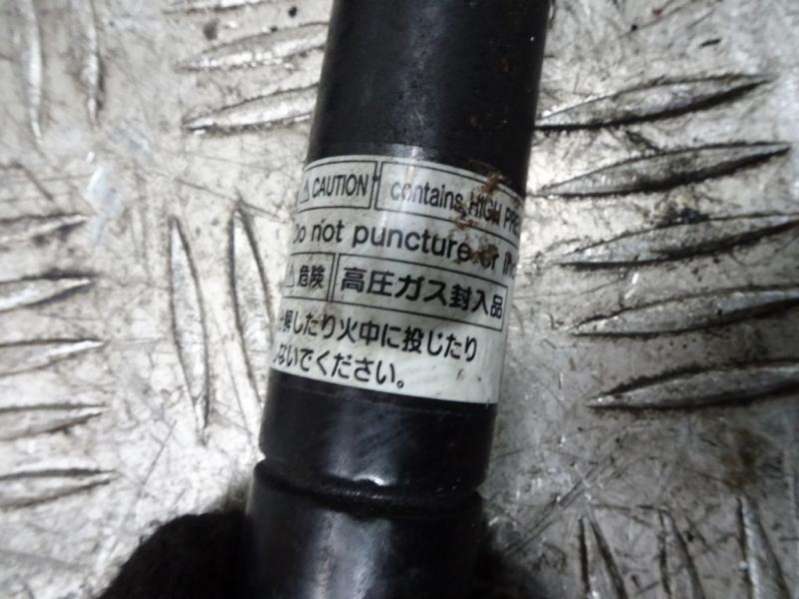 ⚠CAUTION contains HIGH PRE
Do not puncture or
⚠危険 高圧ガス封入品
したり火中に投じたり
ないでください。